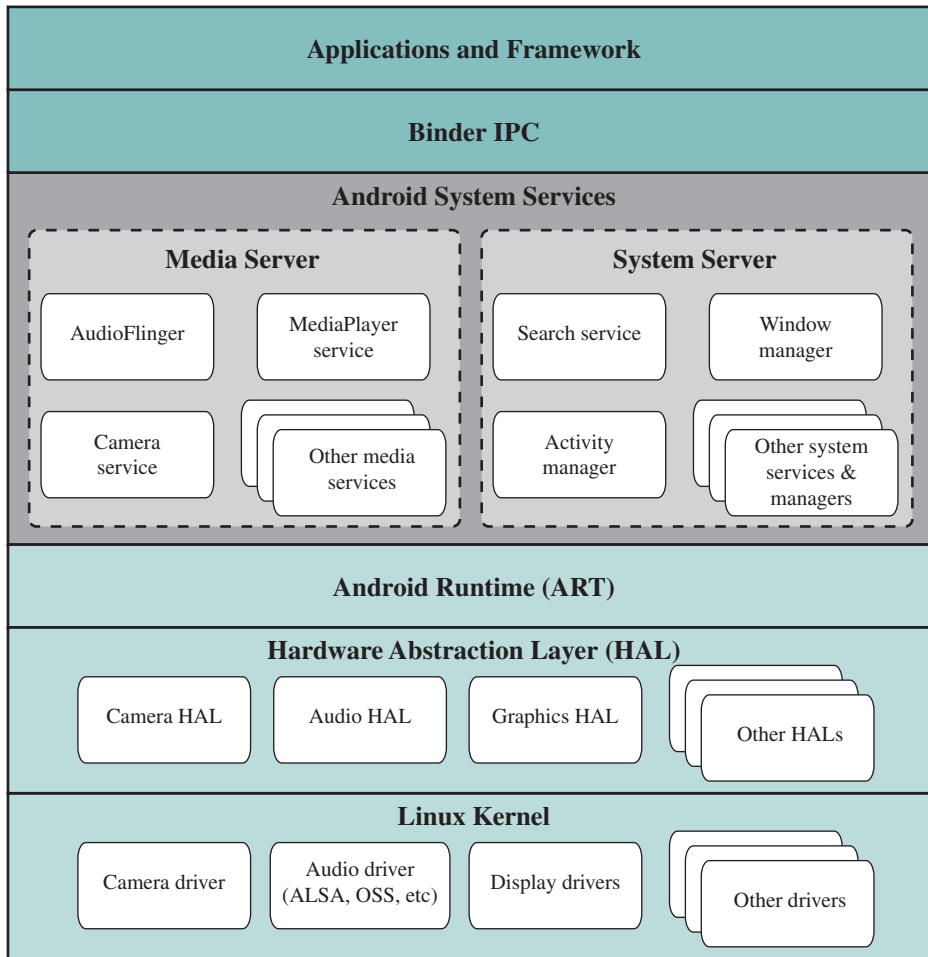 Applications and Framework
Binder IPC
Android System Services
Media Server
AudioFlinger
MediaPlayer
service
Camera
service
Other media
services
System Server
Search service
Window
manager
Activity
manager
Other system
services &
managers
Android Runtime (ART)
Hardware Abstraction Layer (HAL)
Camera HAL
Audio HAL
Graphics HAL
Other HALs
Linux Kernel
Camera driver
Audio driver
(ALSA, OSS, etc)
Display drivers
Other drivers